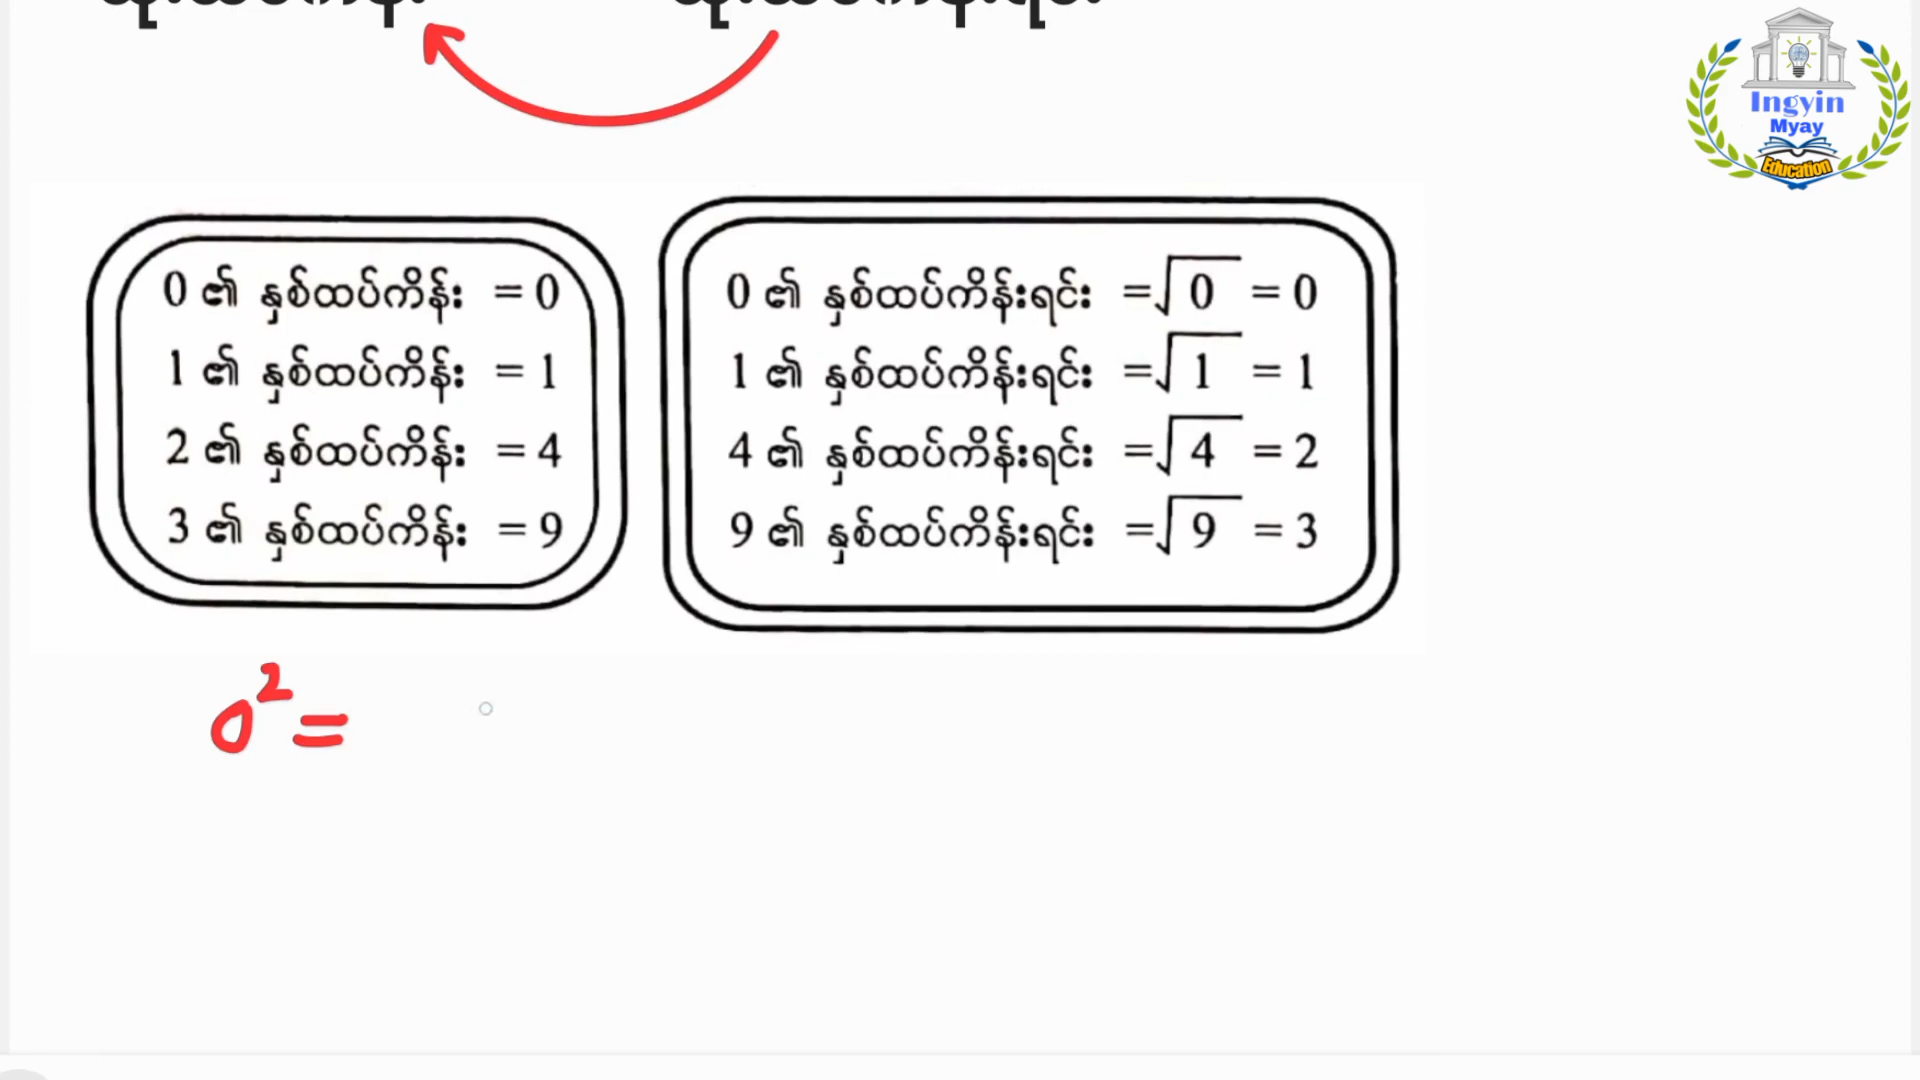 Ingyin
Myay
Education
0 ၏ နှစ်ထပ်ကိန်း = 0
1 ၏ နှစ်ထပ်ကိန်း = 1
2 ၏ နှစ်ထပ်ကိန်း = 4
3 ၏ နှစ်ထပ်ကိန်း = 9
0 ၏ နှစ်ထပ်ကိန်းရင်း = √0 = 0
1 ၏ နှစ်ထပ်ကိန်းရင်း = √1 = 1
4 ၏ နှစ်ထပ်ကိန်းရင်း = √4 = 2
9 ၏ နှစ်ထပ်ကိန်းရင်း = √9 = 3
0² =